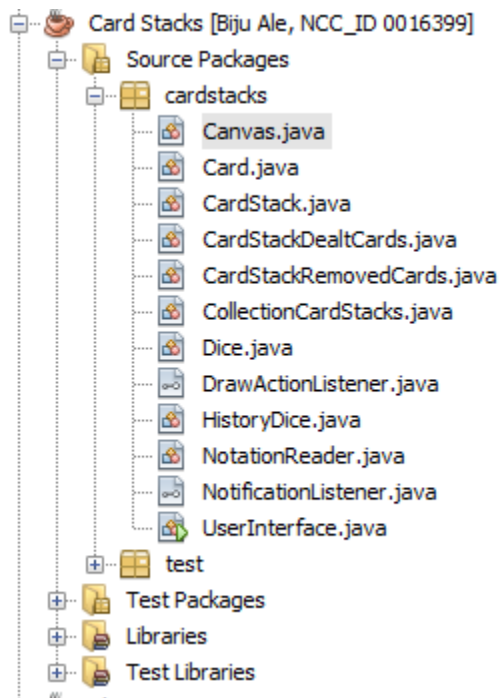 Card Stacks [Biju Ale, NCC_ID 0016399]
Source Packages
cardstacks
Canvas.java
Card.java
CardStack.java
CardStackDealtCards.java
CardStackRemovedCards.java
CollectionCardStacks.java
Dice.java
DrawActionListener.java
HistoryDice.java
NotationReader.java
NotificationListener.java
UserInterface.java
test
Test Packages
Libraries
Test Libraries